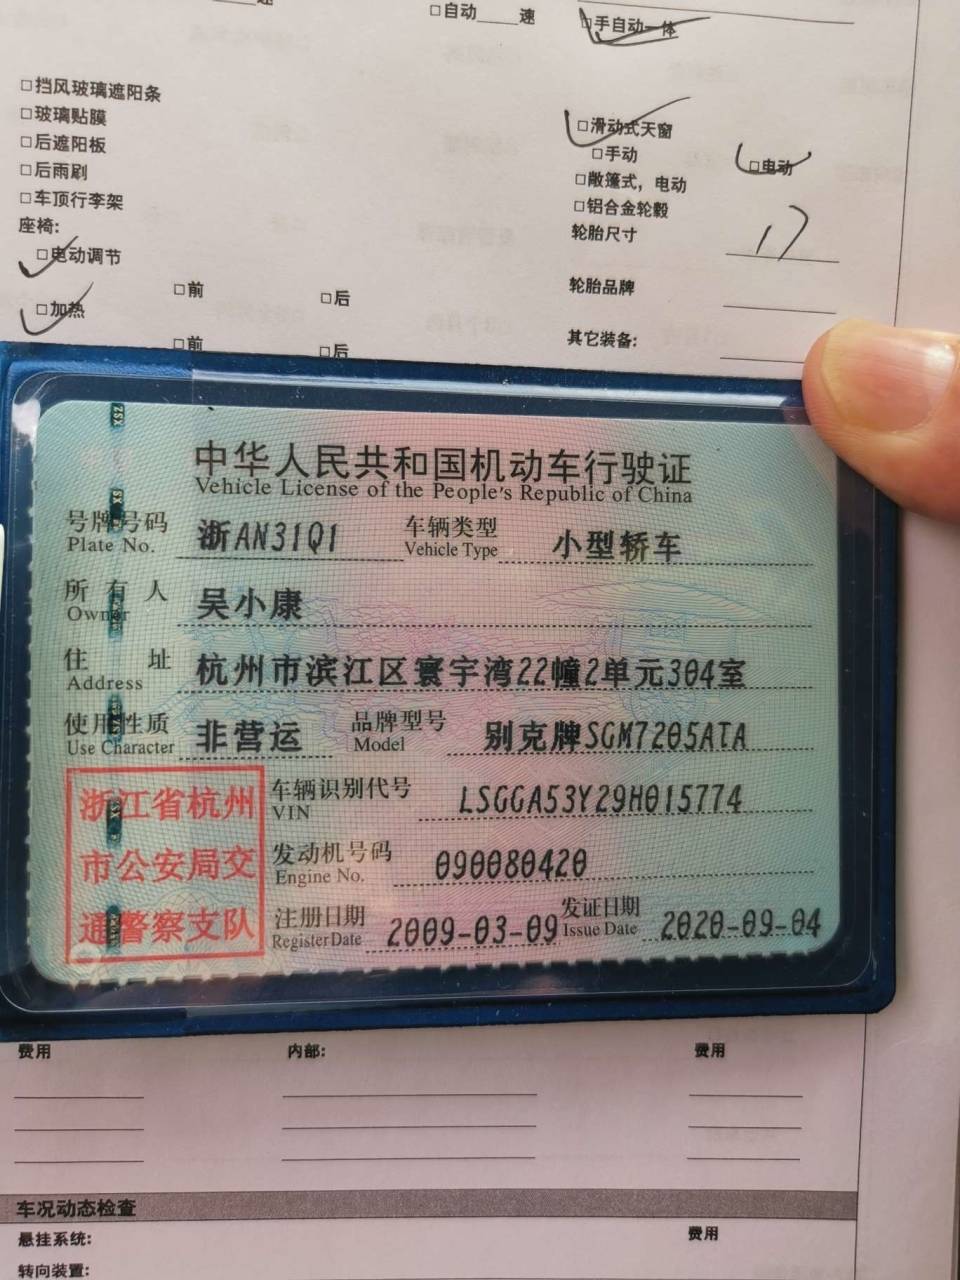 □自动____速
□手自动一体
□挡风玻璃遮阳条
□玻璃贴膜
□后遮阳板
□后雨刷
□车顶行李架
座椅:
□电动调节
□加热 □前 □后
□前 □后
□滑动式天窗
□手动 □电动
□敞篷式，电动
□铝合金轮毂
轮胎尺寸 17
轮胎品牌
其它装备:
中华人民共和国机动车行驶证
Vehicle License of the People's Republic of China
号牌号码 浙AN31Q1 车辆类型 小型轿车
Plate No. Vehicle Type
所有人 吴小康
Owner
住址 杭州市滨江区寰宇湾22幢2单元304室
Address
使用性质 非营运 品牌型号 别克牌SGM7205ATA
Use Character Model
浙江省杭州
市公安局交
通警察支队
车辆识别代号 LSGGA53Y29H015774
VIN
发动机号码 090080420
Engine No.
注册日期 2009-03-09 发证日期 2020-09-04
Register Date Issue Date
费用 内部: 费用
车况动态检查
悬挂系统: 费用
转向装置: